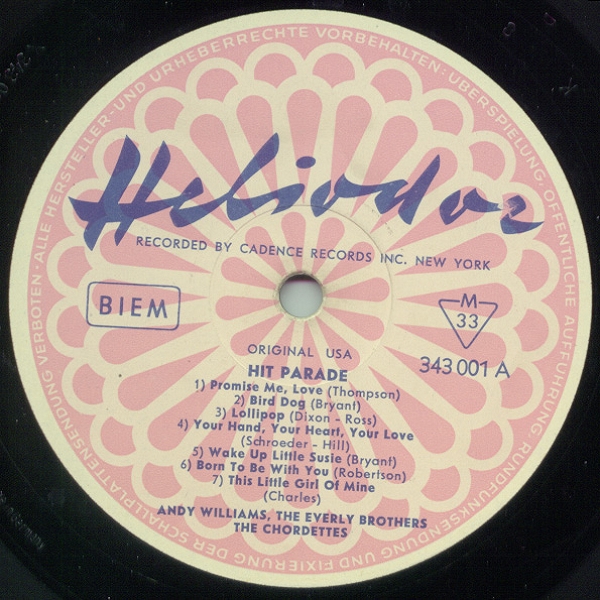 ALLE HERSTELLER- UND URHEBERRECHTE VORBEHALTEN: ÜBERSPIELUNG, ÖFFENTLICHE AUFFÜHRUNG, RUNDFUNKSENDUNG UND FIXIERUNG DER SCHALLPLATTENSENDUNG VERBOTEN ·
Heliodor
RECORDED BY CADENCE RECORDS INC. NEW YORK
BIEM
M
33
343 001 A
ORIGINAL USA
HIT PARADE
1) Promise Me, Love (Thompson)
2) Bird Dog (Bryant)
3) Lollipop (Dixon - Ross)
4) Your Hand, Your Heart, Your Love
(Schroeder - Hill)
5) Wake Up Little Susie (Bryant)
6) Born To Be With You (Robertson)
7) This Little Girl Of Mine
(Charles)
ANDY WILLIAMS, THE EVERLY BROTHERS
THE CHORDETTES